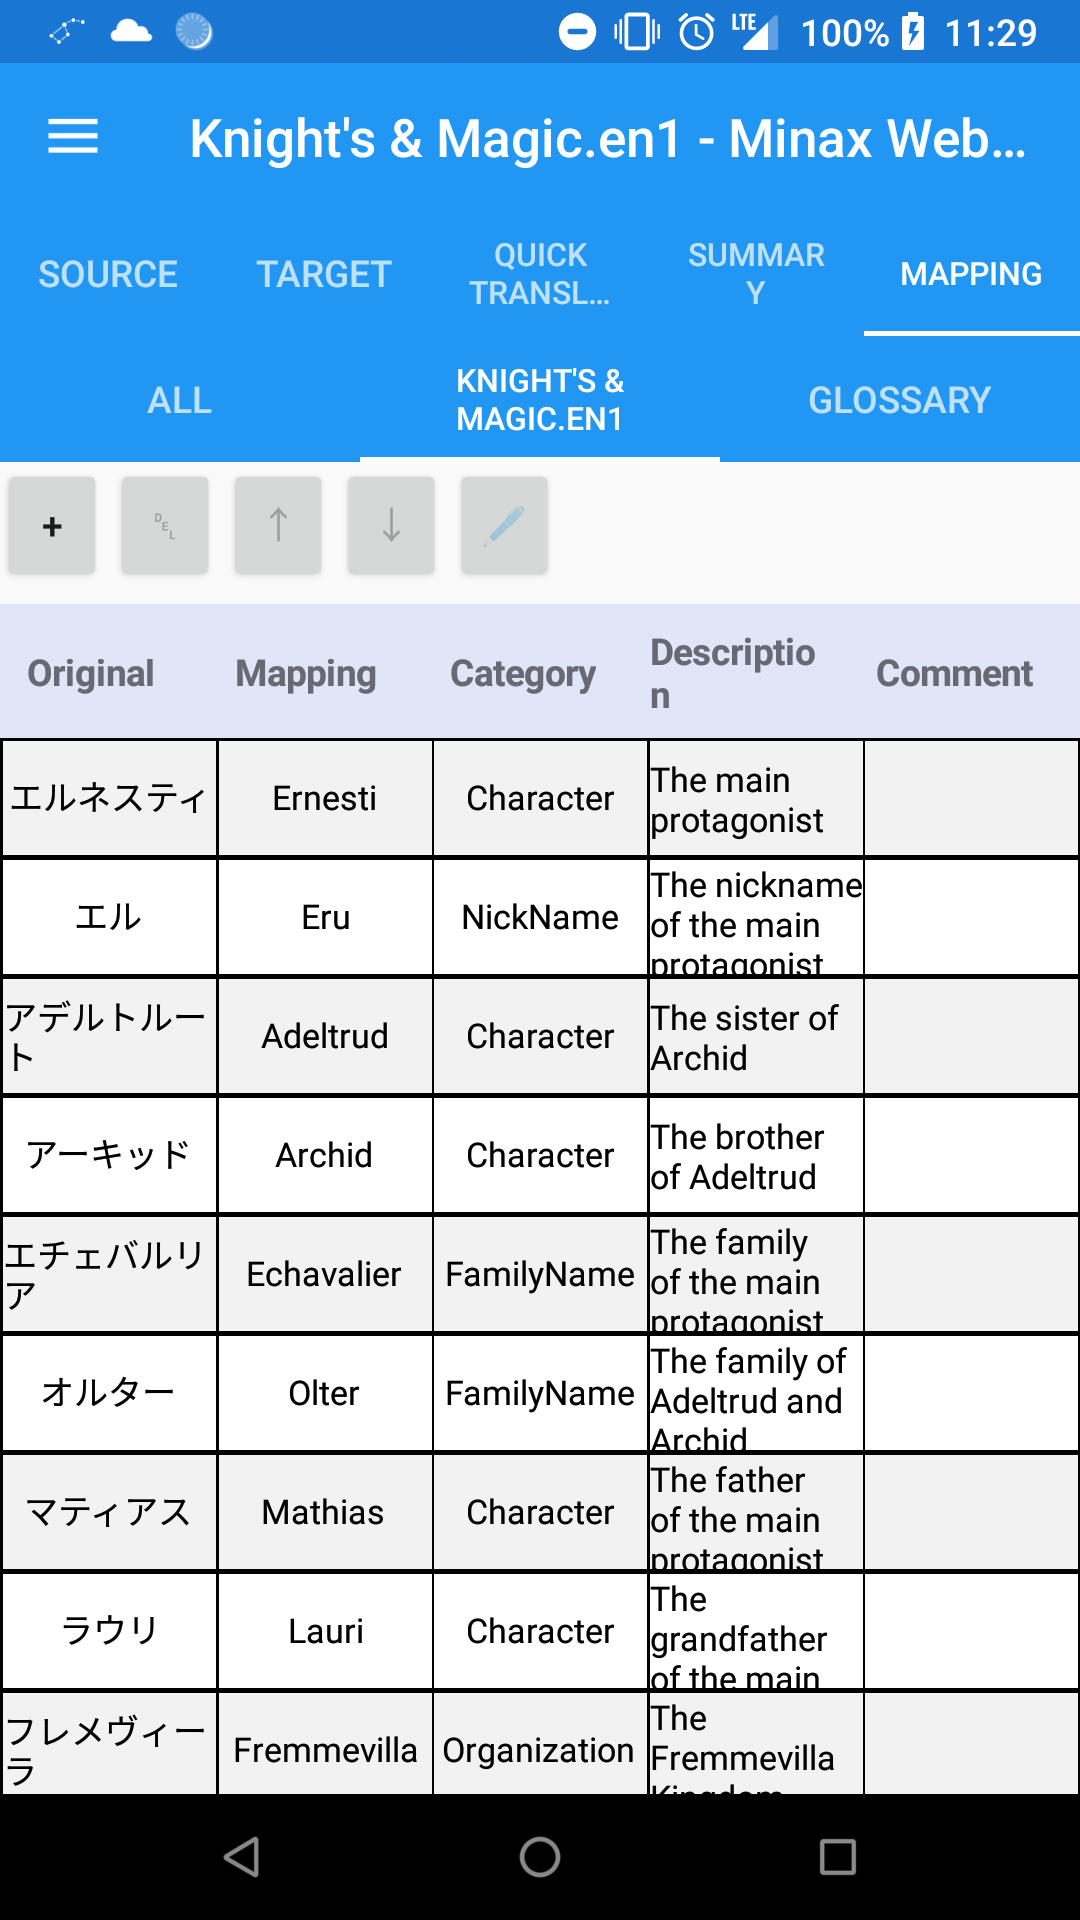 LTE 100% 11:29
Knight's & Magic.en1 - Minax Web...
SOURCE
TARGET
QUICK
TRANSL...
SUMMAR
Y
MAPPING
ALL
KNIGHT'S &
MAGIC.EN1
GLOSSARY
+
DEL
↑
↓
Original
Mapping
Category
Descriptio
n
Comment
エルネスティ
Ernesti
Character
The main
protagonist
エル
Eru
NickName
The nickname
of the main
protagonist
アデルトルー
ト
Adeltrud
Character
The sister of
Archid
アーキッド
Archid
Character
The brother
of Adeltrud
エチェバルリ
ア
Echavalier
FamilyName
The family
of the main
protagonist
オルター
Olter
FamilyName
The family of
Adeltrud and
Archid
マティアス
Mathias
Character
The father
of the main
protagonist
ラウリ
Lauri
Character
The
grandfather
of the main
フレメヴィー
ラ
Fremmevilla
Organization
The
Fremmevilla
Kingdom